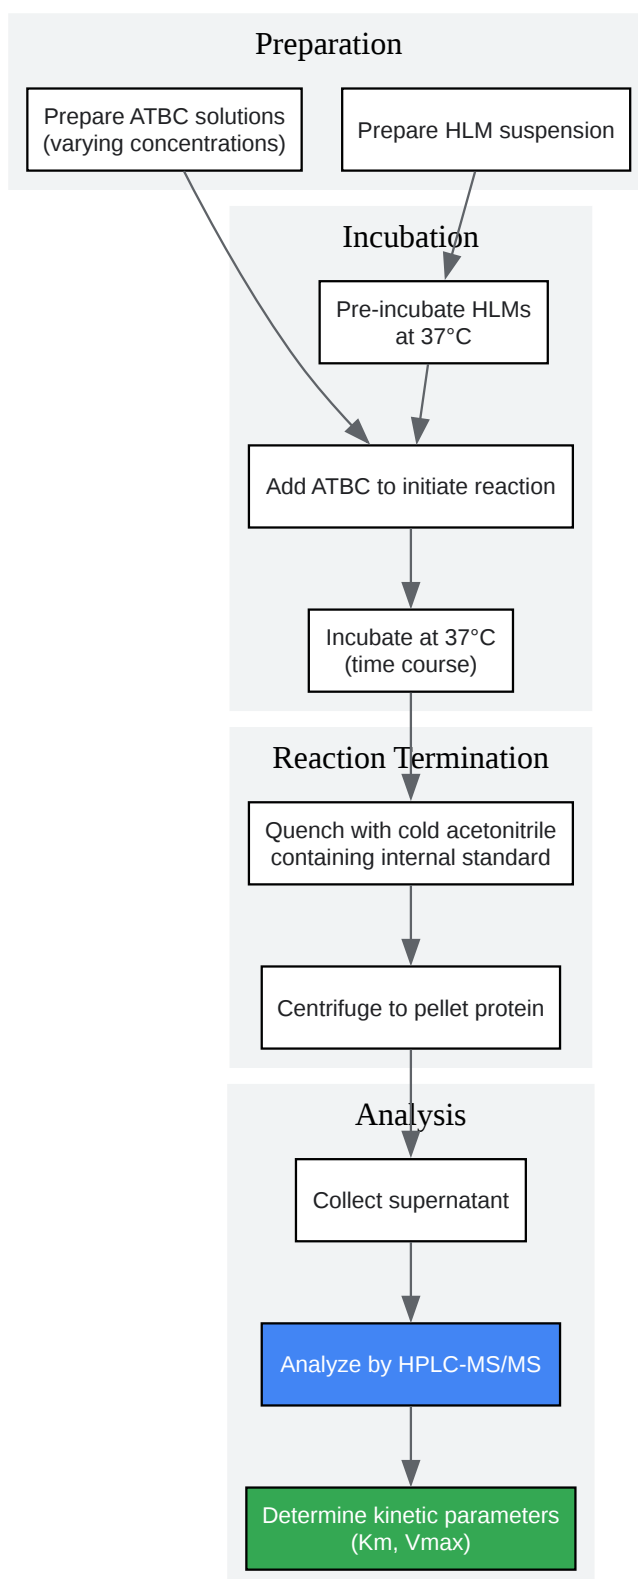 Preparation
Prepare ATBC solutions
(varying concentrations)
Prepare HLM suspension
Incubation
Pre-incubate HLMs
at 37°C
Add ATBC to initiate reaction
Incubate at 37°C
(time course)
Reaction Termination
Quench with cold acetonitrile
containing internal standard
Centrifuge to pellet protein
Analysis
Collect supernatant
Analyze by HPLC-MS/MS
Determine kinetic parameters
(Km, Vmax)